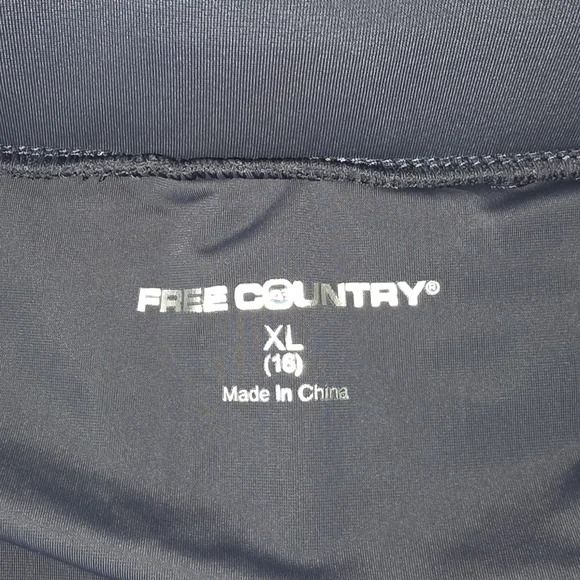 FREE COUNTRY®
XL
(16)
Made In China